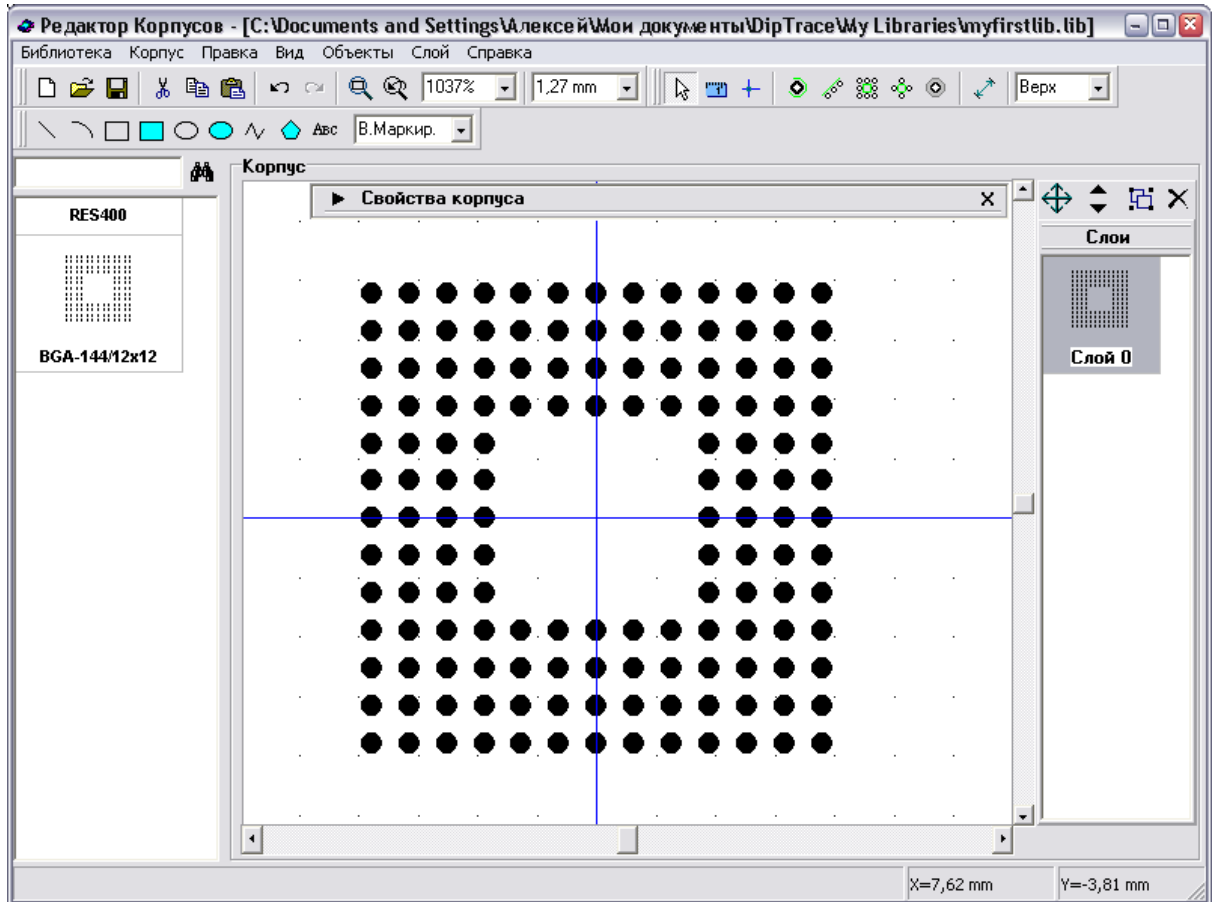 Редактор Корпусов - [C:\Documents and Settings\Алексей\Мои документы\DipTrace\My Libraries\myfirstlib.lib]
Библиотека Корпус Правка Вид Объекты Слой Справка
1037% 1,27 mm Верх
Abc В.Маркир.
Корпус
Свойства корпуса
RES400
Слои
BGA-144/12x12
Слой 0
X=7,62 mm Y=-3,81 mm